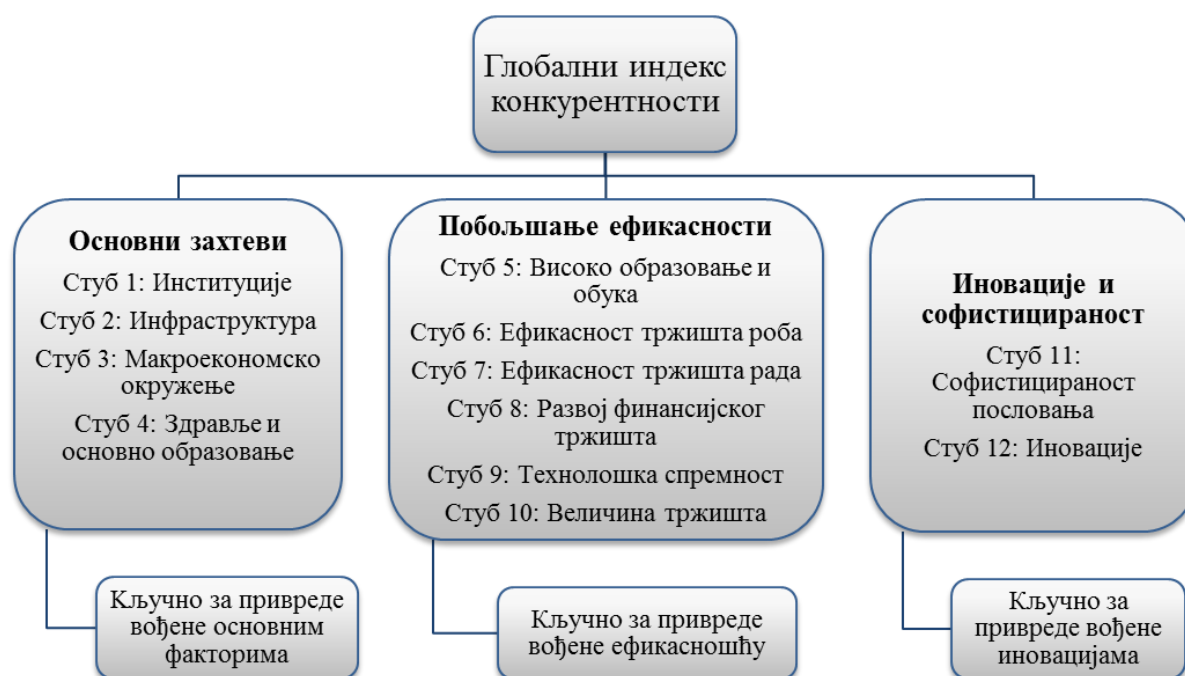 Глобални индекс
конкурентности
Основни захтеви
Стуб 1: Институције
Стуб 2: Инфраструктура
Стуб 3: Макроекономско
окружење
Стуб 4: Здравље и
основно образовање
Побољшање ефикасности
Стуб 5: Високо образовање и
обука
Стуб 6: Ефикасност тржишта роба
Стуб 7: Ефикасност тржишта рада
Стуб 8: Развој финансијског
тржишта
Стуб 9: Технолошка спремност
Стуб 10: Величина тржишта
Иновације и
софистицираност
Стуб 11:
Софистицираност
пословања
Стуб 12: Иновације
Кључно за привреде
вођене основним
факторима
Кључно за привреде
вођене ефикасношћу
Кључно за
привреде вођене
иновацијама